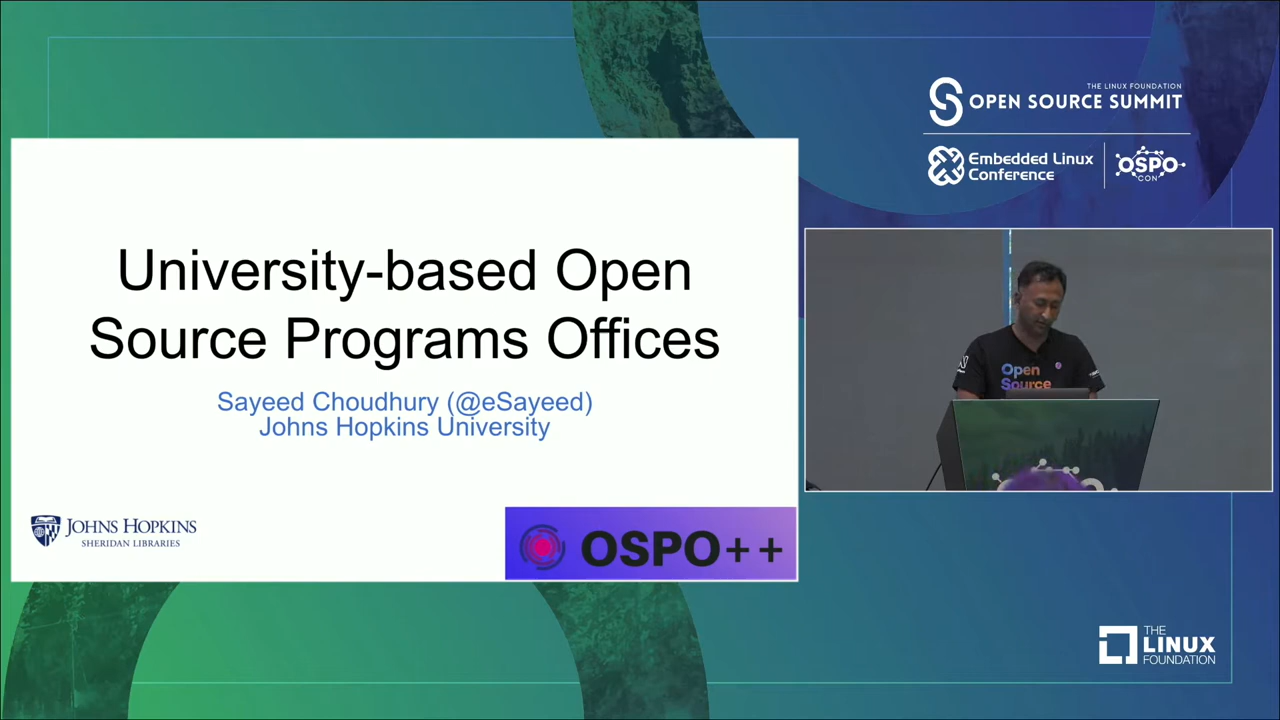 THE LINUX FOUNDATION
OPEN SOURCE SUMMIT
Embedded Linux
Conference
OSPO
CON
University-based Open
Source Programs Offices
Sayeed Choudhury (@eSayeed)
Johns Hopkins University
JOHNS HOPKINS
SHERIDAN LIBRARIES
OSPO++
Open
Source
THE
LINUX
FOUNDATION